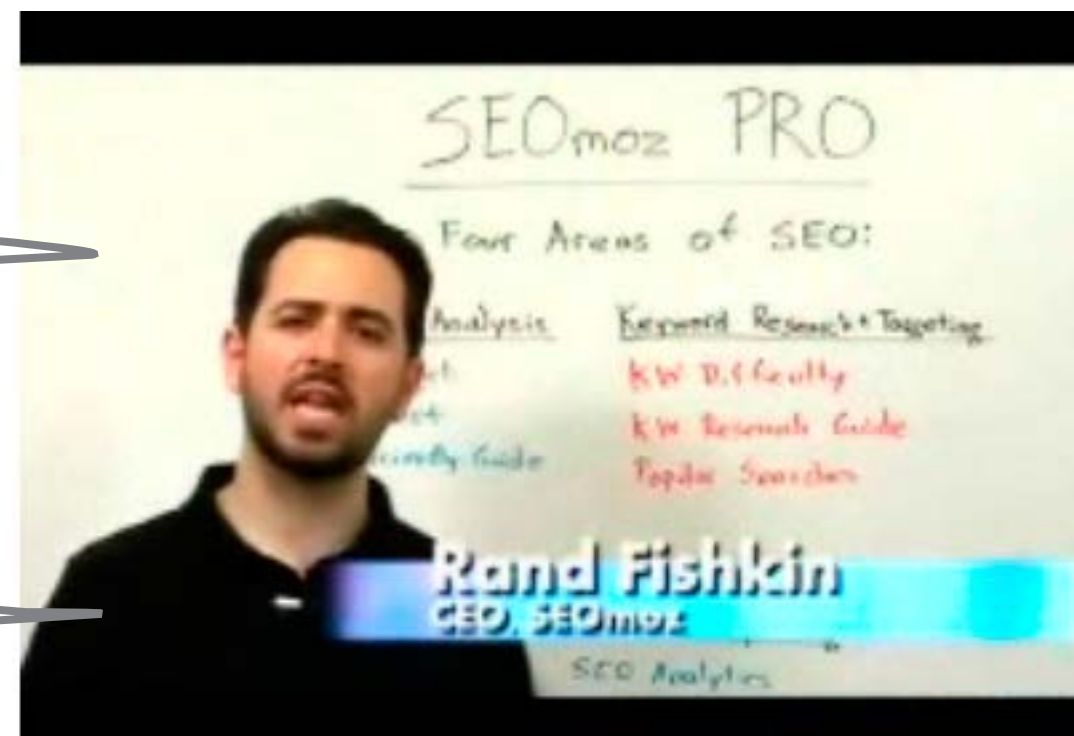 SEOmoz PRO
Four Areas of SEO:
Analysis Keyword Research + Targeting
KW Difficulty
KW Research Guide
Guide
Popular Searches
Rand Fishkin
CEO, SEOmoz
SEO Analytics